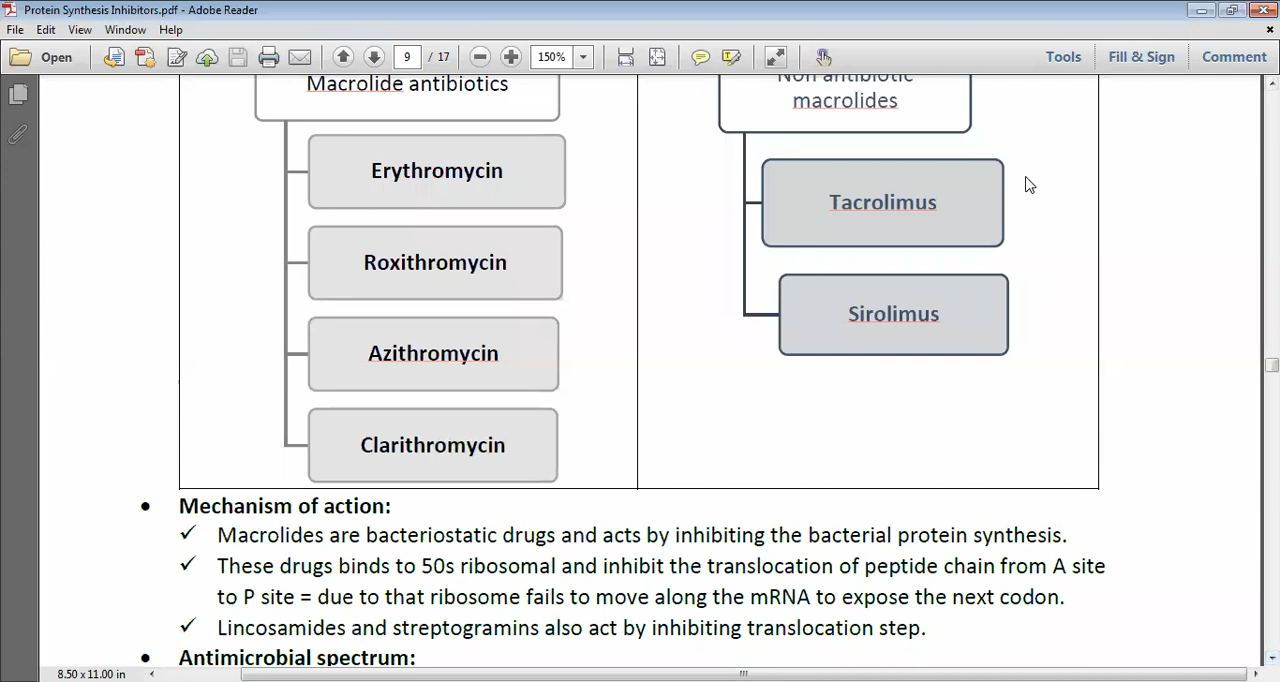 Protein Synthesis Inhibitors.pdf - Adobe Reader
File Edit View Window Help
Open 9 / 17 150% Tools Fill & Sign Comment
Macrolide antibiotics
Non antibiotic
macrolides
Erythromycin
Roxithromycin
Azithromycin
Clarithromycin
Tacrolimus
Sirolimus
• Mechanism of action:
✓ Macrolides are bacteriostatic drugs and acts by inhibiting the bacterial protein synthesis.
✓ These drugs binds to 50s ribosomal and inhibit the translocation of peptide chain from A site
to P site = due to that ribosome fails to move along the mRNA to expose the next codon.
✓ Lincosamides and streptogramins also act by inhibiting translocation step.
• Antimicrobial spectrum:
8.50 x 11.00 in